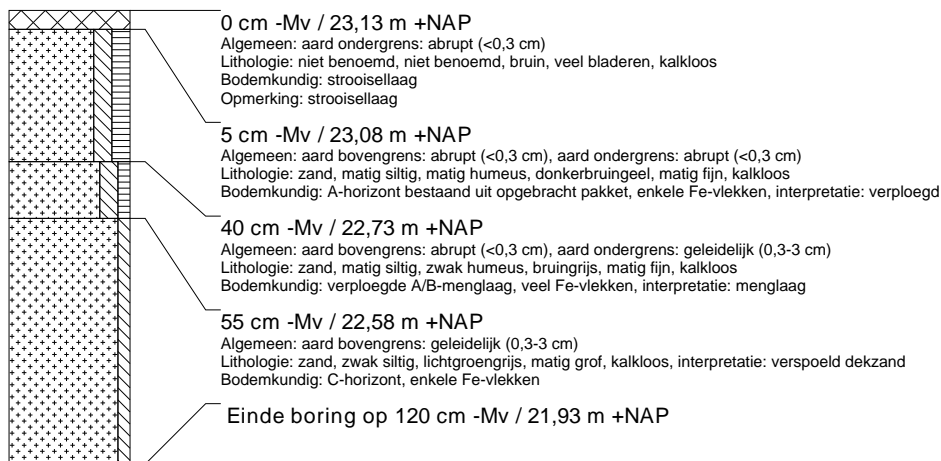 0 cm -Mv / 23,13 m +NAP
Algemeen: aard ondergrens: abrupt (<0,3 cm)
Lithologie: niet benoemd, niet benoemd, bruin, veel bladeren, kalkloos
Bodemkundig: strooisellaag
Opmerking: strooisellaag
5 cm -Mv / 23,08 m +NAP
Algemeen: aard bovengrens: abrupt (<0,3 cm), aard ondergrens: abrupt (<0,3 cm)
Lithologie: zand, matig siltig, matig humeus, donkerbruingeel, matig fijn, kalkloos
Bodemkundig: A-horizont bestaand uit opgebracht pakket, enkele Fe-vlekken, interpretatie: verploegd
40 cm -Mv / 22,73 m +NAP
Algemeen: aard bovengrens: abrupt (<0,3 cm), aard ondergrens: geleidelijk (0,3-3 cm)
Lithologie: zand, matig siltig, zwak humeus, bruingrijs, matig fijn, kalkloos
Bodemkundig: verploegde A/B-menglaag, veel Fe-vlekken, interpretatie: menglaag
55 cm -Mv / 22,58 m +NAP
Algemeen: aard bovengrens: geleidelijk (0,3-3 cm)
Lithologie: zand, zwak siltig, lichtgroengrijs, matig grof, kalkloos, interpretatie: verspoeld dekzand
Bodemkundig: C-horizont, enkele Fe-vlekken
Einde boring op 120 cm -Mv / 21,93 m +NAP